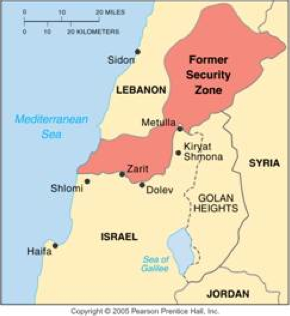 0 10 20 MILES
0 10 20 KILOMETERS
Sidon
Former
Security
Zone
LEBANON
Mediterranean
Sea
Metulla
Kiryat
Shmona
SYRIA
Zarit
Shlomi
Dolev
GOLAN
HEIGHTS
ISRAEL
Haifa
Sea of
Galilee
JORDAN
Copyright © 2005 Pearson Prentice Hall, Inc.